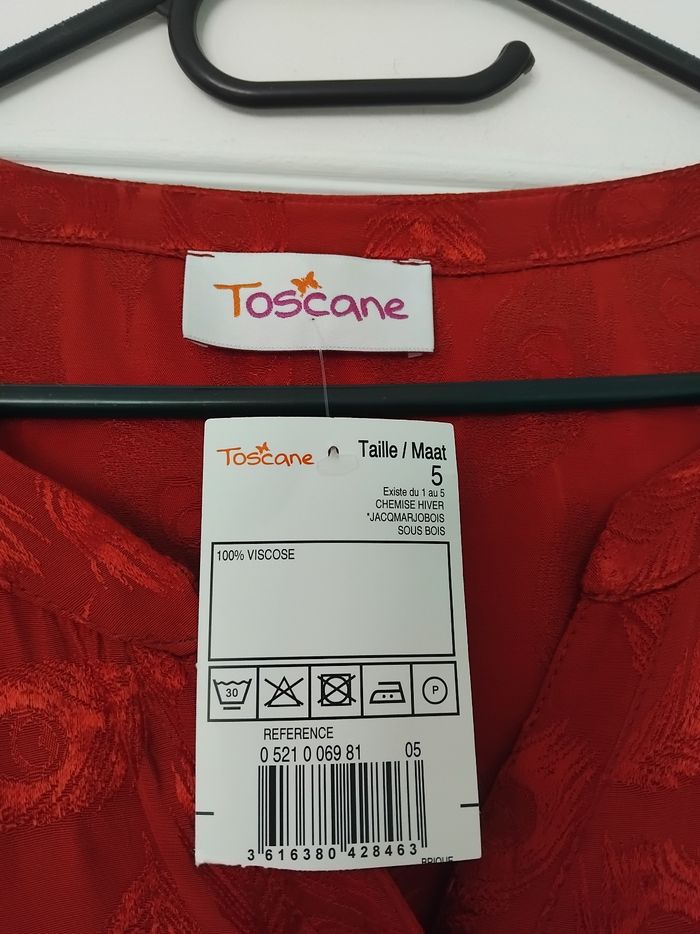 Toscane
Toscane
Taille / Maat
5
Existe du 1 au 5
CHEMISE HIVER
*JACQMARJOBOIS
SOUS BOIS
100% VISCOSE
30
P
REFERENCE
0 521 0 069 81 05
3 616380 428463
BRIQUE